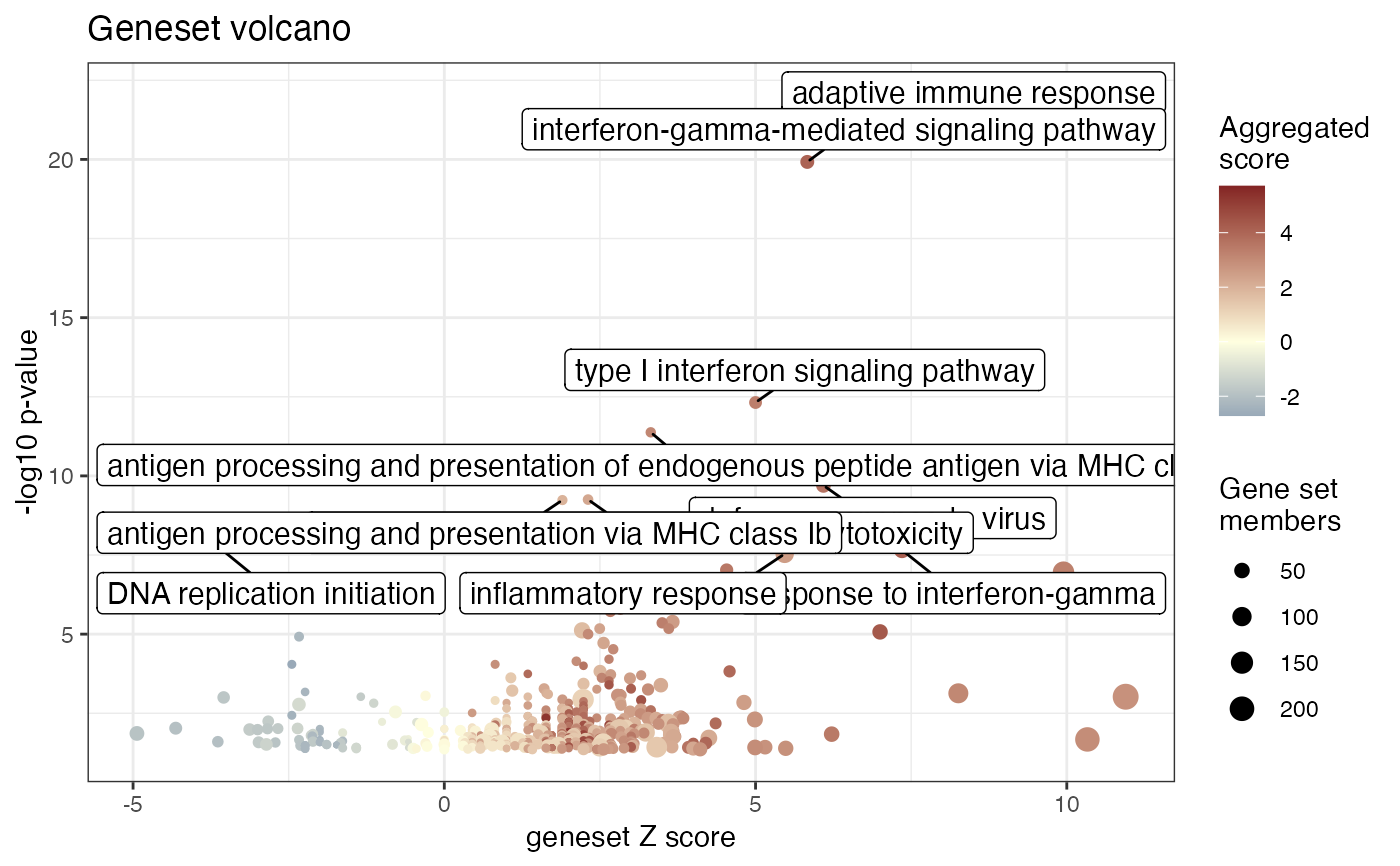 Geneset volcano
adaptive immune response
interferon-gamma-mediated signaling pathway
type I interferon signaling pathway
antigen processing and presentation of endogenous peptide antigen via MHC cl
virus
antigen processing and presentation via MHC class Ib
totoxicity
DNA replication initiation
inflammatory response
sponse to interferon-gamma
-log10 p-value
20
15
10
5
-5
0
5
10
geneset Z score
Aggregated
score
4
2
0
-2
Gene set
members
50
100
150
200